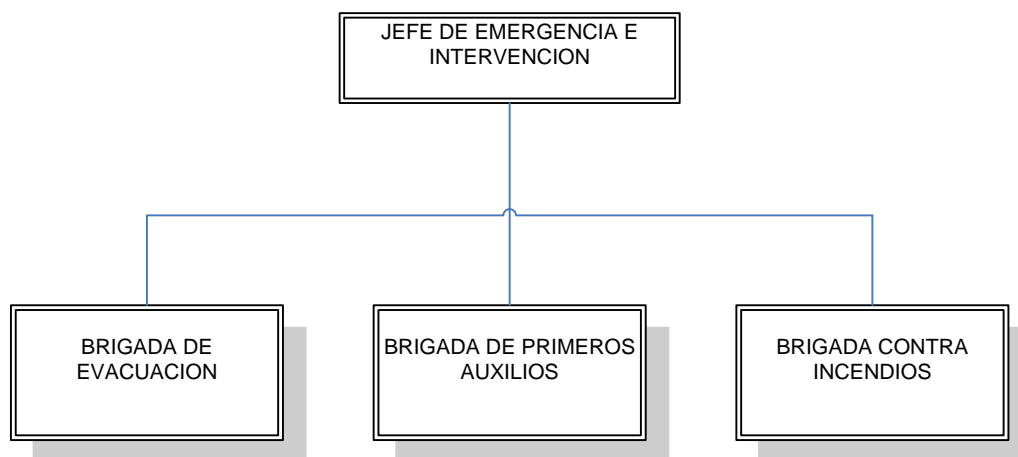 JEFE DE EMERGENCIA E
INTERVENCION
BRIGADA DE
EVACUACION
BRIGADA DE PRIMEROS
AUXILIOS
BRIGADA CONTRA
INCENDIOS